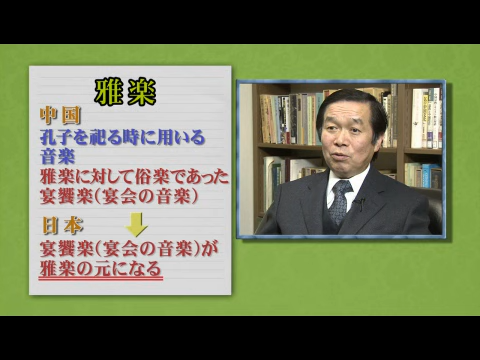 雅楽
中国
孔子を祀る時に用いる
音楽
雅楽に対して俗楽であった
宴饗楽(宴会の音楽)
日本
宴饗楽(宴会の音楽)が
雅楽の元になる